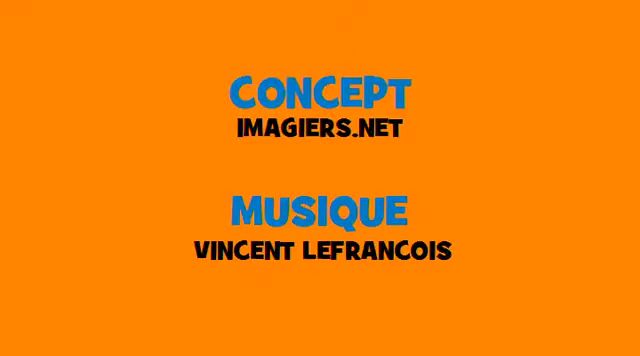 CONCEPT
IMAGIERS.NET
MUSIQUE
VINCENT LEFRANCOIS